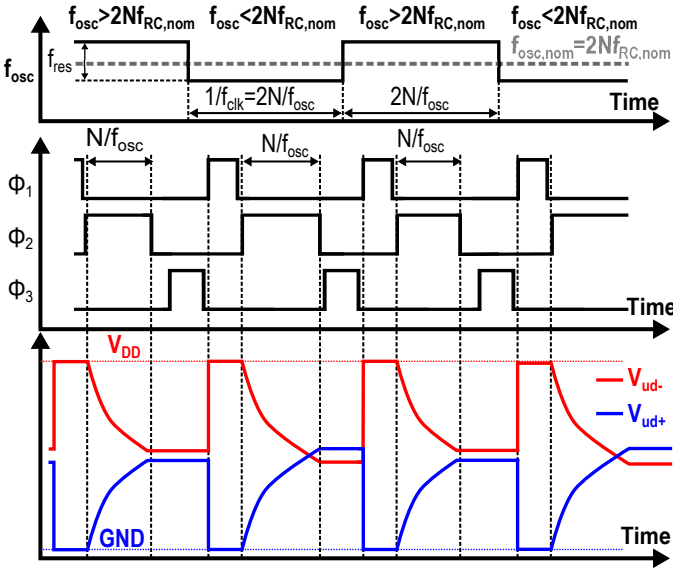 fosc>2NfRC,nom fosc<2NfRC,nom fosc>2NfRC,nom fosc<2NfRC,nom
fosc
fres
fosc,nom=2NfRC,nom
1/fclk=2N/fosc
2N/fosc
Time
N/fosc
N/fosc
N/fosc
Φ1
Φ2
Φ3
Time
VDD
Vud-
Vud+
GND
Time